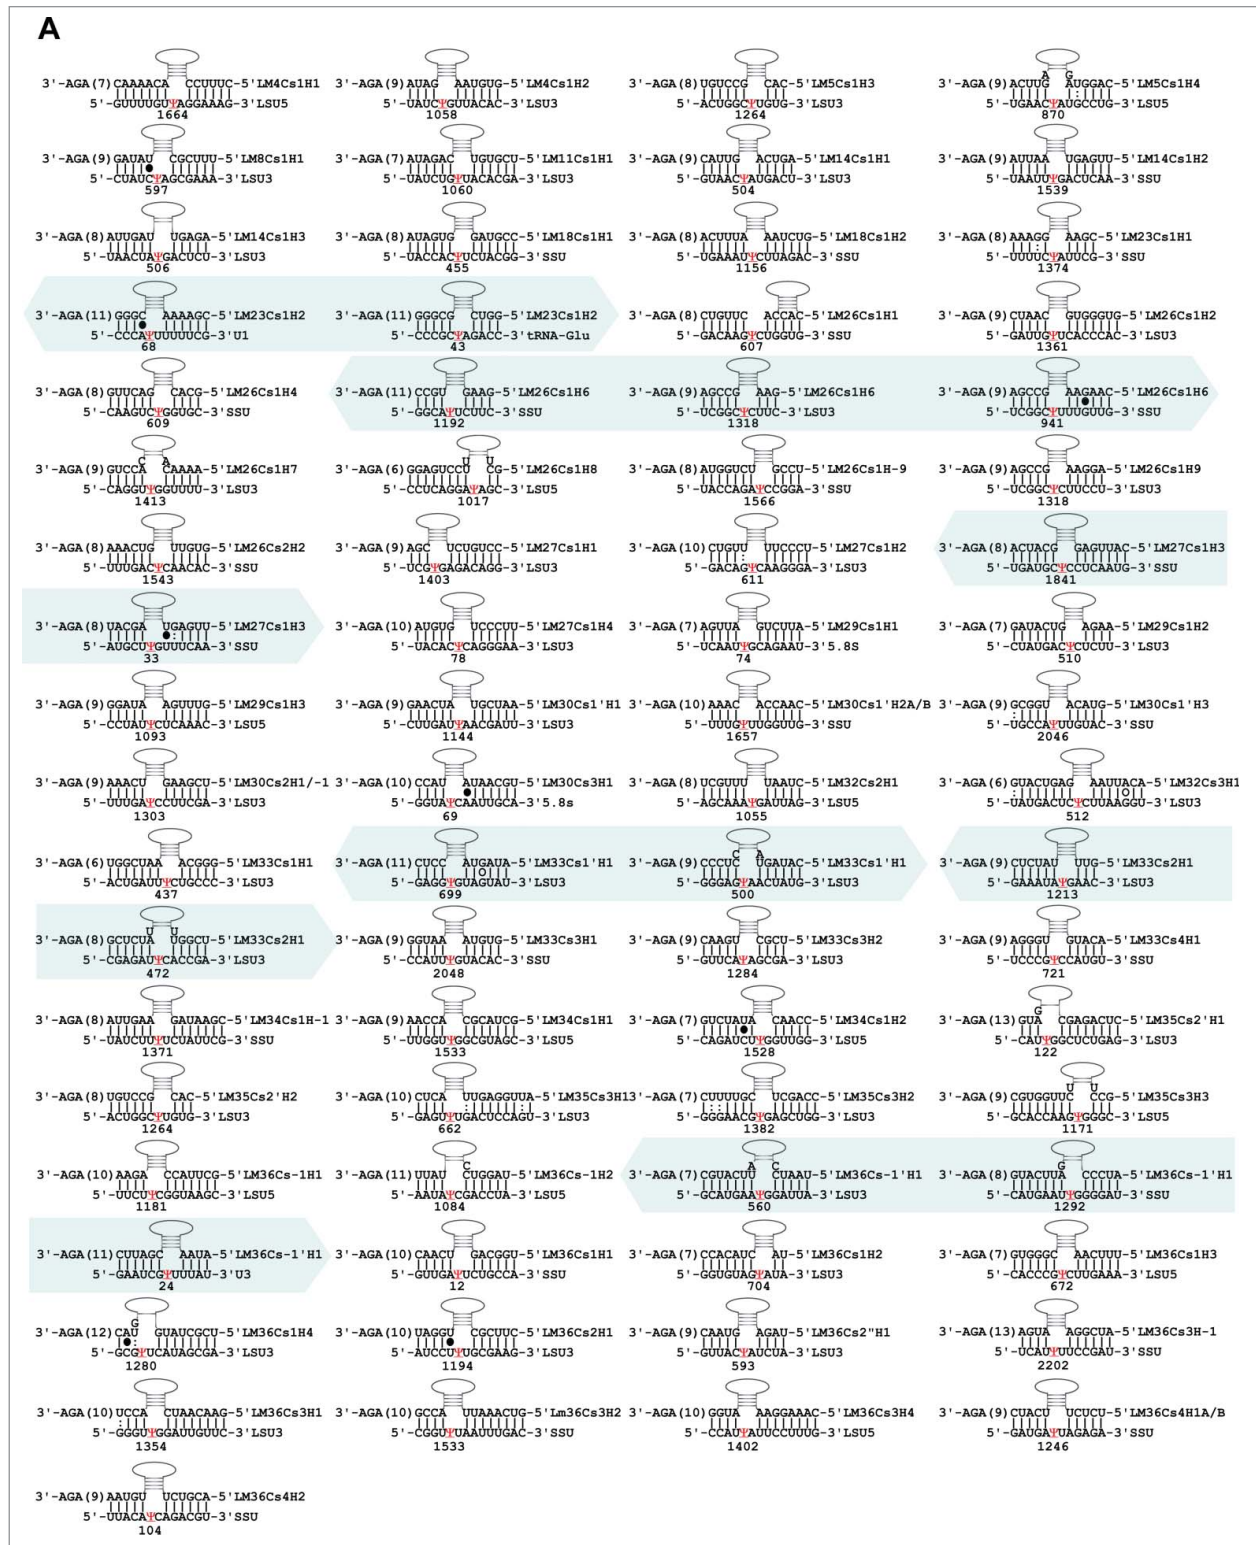 A
3'-AGA(7)CAAAACA CCUUUC-5'LM4Cs1H1 3'-AGA(9)AUAG AAUGUG-5'LM4Cs1H2 3'-AGA(8)UGUCCG CAC-5'LM5Cs1H3 3'-AGA(9)ACUUG A G AUGGAC-5'LM5Cs1H4
5'-GUUUUGUΨAGGAAAG-3'LSU5 5'-UAUCΨGUUACAC-3'LSU3 5'-ACUGGCΨUGUG-3'LSU3 5'-UGAACΨAUGCCUG-3'LSU5
1664 1058 1264 870
3'-AGA(9)GAUAU CGCUUU-5'LM8Cs1H1 3'-AGA(7)AUAGAC UGUGCU-5'LM11Cs1H1 3'-AGA(9)CAUUG ACUGA-5'LM14Cs1H1 3'-AGA(9)AUUAA UGAGUU-5'LM14Cs1H2
5'-CUAUCΨAGCGAAA-3'LSU3 5'-UAUCUGΨUACACGA-3'LSU3 5'-GUAACΨAUGACU-3'LSU3 5'-UAAUUΨGACUCAA-3'SSU
597 1060 504 1539
3'-AGA(8)AUUGAU UGAGA-5'LM14Cs1H3 3'-AGA(8)AUAGUG GAUGCC-5'LM18Cs1H1 3'-AGA(8)ACUUUA AAUCUG-5'LM18Cs1H2 3'-AGA(8)AAAGG AAGC-5'LM23Cs1H1
5'-UAACUAΨGACUCU-3'LSU3 5'-UACCACΨUCUACGG-3'SSU 5'-UGAAAUΨCUUAGAC-3'SSU 5'-UUUUCΨAUUCG-3'SSU
506 455 1156 1374
3'-AGA(11)GGGC AAAAGC-5'LM23Cs1H2 3'-AGA(11)GGGCG CUGG-5'LM23Cs1H2 3'-AGA(8)CUGUUC ACCAC-5'LM26Cs1H1 3'-AGA(9)CUAAC GUGGGUG-5'LM26Cs1H2
5'-CCCAΨUUUUUCG-3'U1 5'-CCCGCΨAGACC-3'tRNA-Glu 5'-GACAAGΨCUGGUG-3'SSU 5'-GAUUGΨUCACCCAC-3'LSU3
68 43 607 1361
3'-AGA(8)GUUCAG CACG-5'LM26Cs1H4 3'-AGA(11)CCGU GAAG-5'LM26Cs1H6 3'-AGA(9)AGCCG AAG-5'LM26Cs1H6 3'-AGA(9)AGCCG AAGAAC-5'LM26Cs1H6
5'-CAAGUCΨGGUGC-3'SSU 5'-GGCAΨUCUUC-3'SSU 5'-UCGGCΨCUUC-3'LSU3 5'-UCGGCΨUUUGUUG-3'SSU
609 1192 1318 941
3'-AGA(9)GUCCA C A CAAAA-5'LM26Cs1H7 3'-AGA(6)GGAGUCCU U U CG-5'LM26Cs1H8 3'-AGA(8)AUGGUCU GCCU-5'LM26Cs1H-9 3'-AGA(9)AGCCG AAGGA-5'LM26Cs1H9
5'-CAGGUΨGGUUUU-3'LSU3 5'-CCUCAGGAΨAGC-3'LSU5 5'-UACCAGAΨCCGGA-3'SSU 5'-UCGGCΨCUUCCU-3'LSU3
1413 1017 1566 1318
3'-AGA(8)AAACUG UUGUG-5'LM26Cs2H2 3'-AGA(9)AGC UCUGUCC-5'LM27Cs1H1 3'-AGA(10)CUGUU UUCCCU-5'LM27Cs1H2 3'-AGA(8)ACUACG GAGUUAC-5'LM27Cs1H3
5'-UUUGACΨCAACAC-3'SSU 5'-UCGΨGAGACAGG-3'LSU3 5'-GACAGΨCAAGGGA-3'LSU3 5'-UGAUGCΨCCUCAAUG-3'SSU
1543 1403 611 1841
3'-AGA(8)UACGA UGAGUU-5'LM27Cs1H3 3'-AGA(10)AUGUG UCCCUU-5'LM27Cs1H4 3'-AGA(7)AGUUA GUCUUA-5'LM29Cs1H1 3'-AGA(7)GAUACUG AGAA-5'LM29Cs1H2
5'-AUGCUΨGUUUCAA-3'SSU 5'-UACACΨCAGGGAA-3'LSU3 5'-UCAAUΨGCAGAAU-3'5.8S 5'-CUAUGACΨCUCUU-3'LSU3
33 78 74 510
3'-AGA(9)GGAUA AGUUUG-5'LM29Cs1H3 3'-AGA(9)GAACUA UGCUAA-5'LM30Cs1'H1 3'-AGA(10)AAAC ACCAAC-5'LM30Cs1'H2A/B 3'-AGA(9)GCGGU ACAUG-5'LM30Cs1'H3
5'-CCUAUΨCUCAAAC-3'LSU5 5'-CUUGAUΨAACGAUU-3'LSU3 5'-UUUGΨUUGGUUG-3'SSU 5'-UGCCAΨUUGUAC-3'SSU
1093 1144 1657 2046
3'-AGA(9)AAACU GAAGCU-5'LM30Cs2H1/-1 3'-AGA(10)CCAU AUAACGU-5'LM30Cs3H1 3'-AGA(8)UCGUUU UAAUC-5'LM32Cs2H1 3'-AGA(6)GUACUGAG AAUUACA-5'LM32Cs3H1
5'-UUUGAΨCCUUCGA-3'LSU3 5'-GGUAΨCAAUUGCA-3'5.8s 5'-AGCAAAΨGAUUAG-3'LSU5 5'-UAUGACUCΨCUUAAGGU-3'LSU3
1303 69 1055 512
3'-AGA(6)UGGCUAA ACGGG-5'LM33Cs1H1 3'-AGA(11)CUCC AUGAUA-5'LM33Cs1'H1 3'-AGA(9)CCCUC C A UGAUAC-5'LM33Cs1'H1 3'-AGA(9)CUCUAU UUG-5'LM33Cs2H1
5'-ACUGAUUΨCUGCCC-3'LSU3 5'-GAGGΨGUAGUAU-3'LSU3 5'-GGGAGΨAACUAUG-3'LSU3 5'-GAAAUAΨGAAC-3'LSU3
437 699 500 1213
3'-AGA(8)GCUCUA U U UGGCU-5'LM33Cs2H1 3'-AGA(9)GGUAA AUGUG-5'LM33Cs3H1 3'-AGA(9)CAAGU CGCU-5'LM33Cs3H2 3'-AGA(9)AGGGU GUACA-5'LM33Cs4H1
5'-CGAGAUΨCACCGA-3'LSU3 5'-CCAUUΨGUACAC-3'SSU 5'-GUUCAΨAGCGA-3'LSU3 5'-UCCCGΨCCAUGU-3'SSU
472 2048 1284 721
3'-AGA(8)AUUGAA GAUAAGC-5'LM34Cs1H-1 3'-AGA(9)AACCA CGCAUCG-5'LM34Cs1H1 3'-AGA(7)GUCUAUA CAACC-5'LM34Cs1H2 3'-AGA(13)GUA G CGAGACUC-5'LM35Cs2'H1
5'-UAUCUUΨUCUAUUCG-3'SSU 5'-UUGGUΨGGCGUAGC-3'LSU5 5'-CAGAUCUΨGGUUGG-3'LSU5 5'-CAUΨGGCUCUGAG-3'LSU3
1371 1533 1528 122
3'-AGA(8)UGUCCG CAC-5'LM35Cs2'H2 3'-AGA(10)CUCA UUGAGGUUA-5'LM35Cs3H1 3'-AGA(7)CUUUUGC UCGACC-5'LM35Cs3H2 3'-AGA(9)CGUGGUUC U U CCG-5'LM35Cs3H3
5'-ACUGGCΨUGUG-3'LSU3 5'-GAGUΨUGACUCCAGU-3'LSU3 5'-GGGAACGΨGAGCUGG-3'LSU3 5'-GCACCAAGΨGGGC-3'LSU5
1264 662 1382 1171
3'-AGA(10)AAGA CCAUUCG-5'LM36Cs-1H1 3'-AGA(11)UUAU C CUGGAU-5'LM36Cs-1H2 3'-AGA(7)CGUACUU A C CUAAU-5'LM36Cs-1'H1 3'-AGA(8)GUACUUA G CCCUA-5'LM36Cs-1'H1
5'-UUCUΨCGGUAAGC-3'LSU5 5'-AAUAΨCGACCUA-3'LSU5 5'-GCAUGAAΨGGAUUA-3'LSU3 5'-CAUGAAUΨGGGGAU-3'SSU
1181 1084 560 1292
3'-AGA(11)CUUAGC AAUA-5'LM36Cs-1'H1 3'-AGA(10)CAACU GACGGU-5'LM36Cs1H1 3'-AGA(7)CCACAUC AU-5'LM36Cs1H2 3'-AGA(7)GUGGGC AACUUU-5'LM36Cs1H3
5'-GAAUCGΨUUUAU-3'U3 5'-GUUGAΨUCUGCCA-3'SSU 5'-GGUGUAGΨAUA-3'LSU3 5'-CACCCGΨCUUGAAA-3'LSU5
24 12 704 672
3'-AGA(12)CAU G GUAUCGCU-5'LM36Cs1H4 3'-AGA(10)UAGGU CGCUUC-5'LM36Cs2H1 3'-AGA(9)CAAUG AGAU-5'LM36Cs2"H1 3'-AGA(13)AGUA AGGCUA-5'LM36Cs3H-1
5'-GCGΨUCAUAGCGA-3'LSU3 5'-AUCCUΨUGCGAAG-3'LSU3 5'-GUUACΨAUCUA-3'LSU3 5'-UCAUΨUUCCGAU-3'SSU
1280 1194 593 2202
3'-AGA(10)UCCA CUAACAAG-5'LM36Cs3H1 3'-AGA(10)GCCA UUAAACUG-5'Lm36Cs3H2 3'-AGA(10)GGUA AAGGAAAC-5'LM36Cs3H4 3'-AGA(9)CUACU UCUCU-5'LM36Cs4H1A/B
5'-GGGUΨGGAUUGUUC-3'LSU3 5'-CGGUΨUAAUUUGAC-3'SSU 5'-CCAUΨAUUCCUUUG-3'LSU5 5'-GAUGAΨUAGAGA-3'SSU
1354 1533 1402 1246
3'-AGA(9)AAUGU UCUGCA-5'LM36Cs4H2
5'-UUACAΨCAGACGU-3'SSU
104